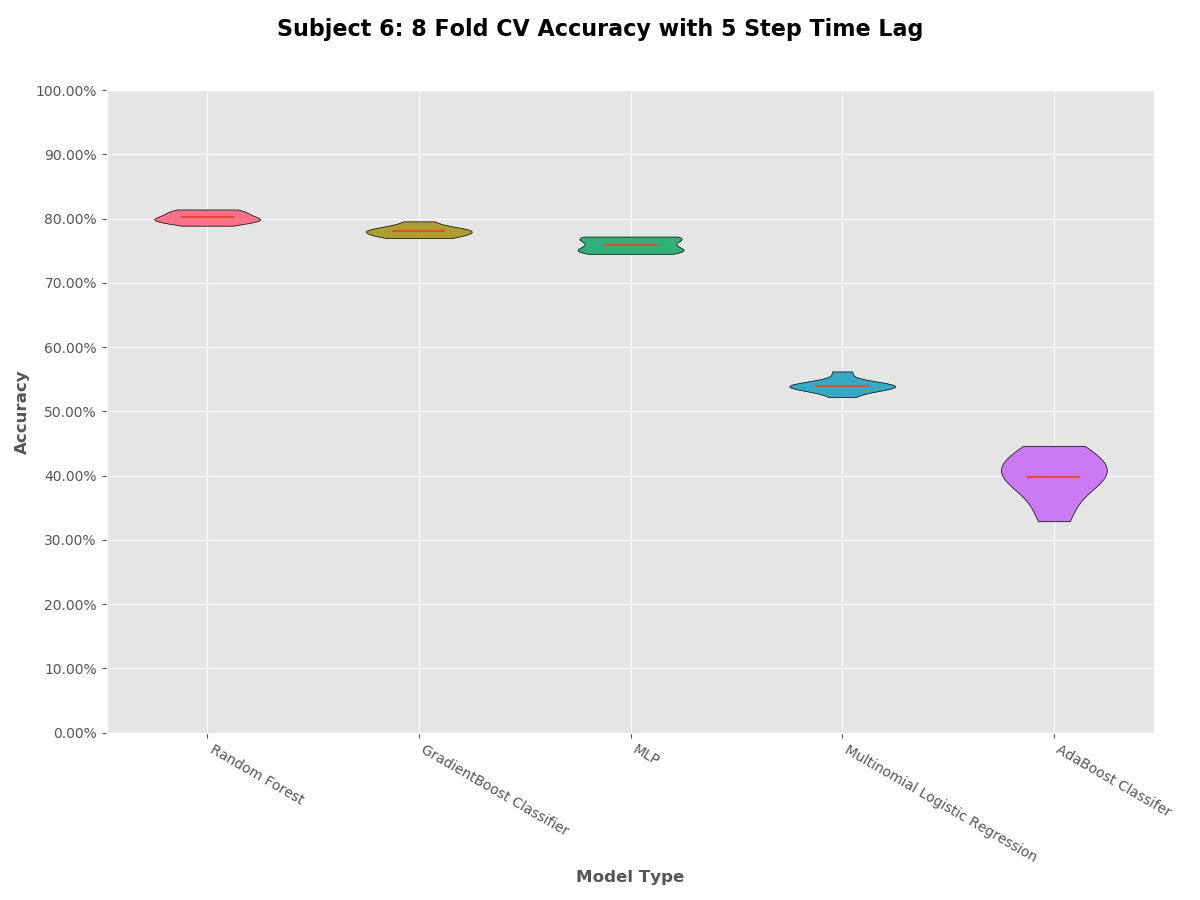 Subject 6: 8 Fold CV Accuracy with 5 Step Time Lag
100.00%
90.00%
80.00%
70.00%
60.00%
50.00%
40.00%
30.00%
20.00%
10.00%
0.00%
Accuracy
Random Forest
GradientBoost Classifier
MLP
Multinomial Logistic Regression
AdaBoost Classifer
Model Type